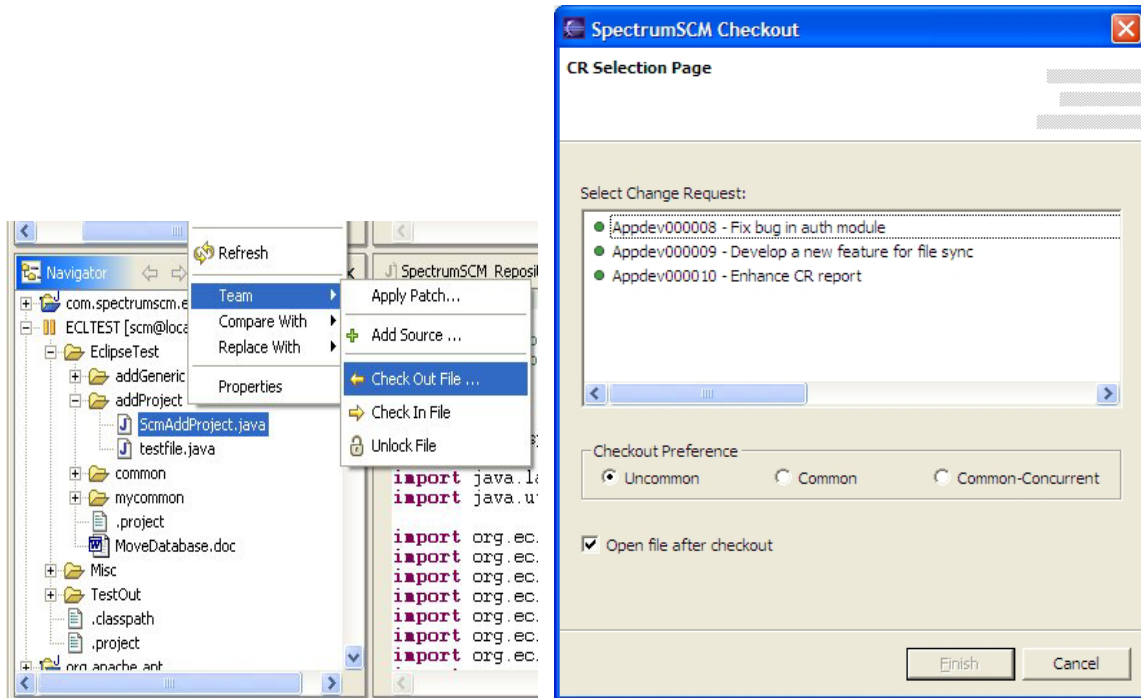 Refresh
Team
Compare With
Replace With
Properties
Apply Patch...
Add Source ...
Check Out File ...
Check In File
Unlock File
Navigator
com.spectrumscm.e
ECLTEST [scm@loca
EclipseTest
addGeneric
addProject
ScmAddProject.java
testfile.java
common
mycommon
.project
MoveDatabase.doc
Misc
TestOut
.classpath
.project
org.apache.ant
SpectrumSCM Reposit
import java.la
import java.u
import org.ec
import org.ec
import org.ec
import org.ec
import org.ec
import org.ec
import org.ec
SpectrumSCM Checkout
CR Selection Page
Select Change Request:
Appdev000008 - Fix bug in auth module
Appdev000009 - Develop a new feature for file sync
Appdev000010 - Enhance CR report
Checkout Preference
Uncommon Common Common-Concurrent
Open file after checkout
Finish Cancel